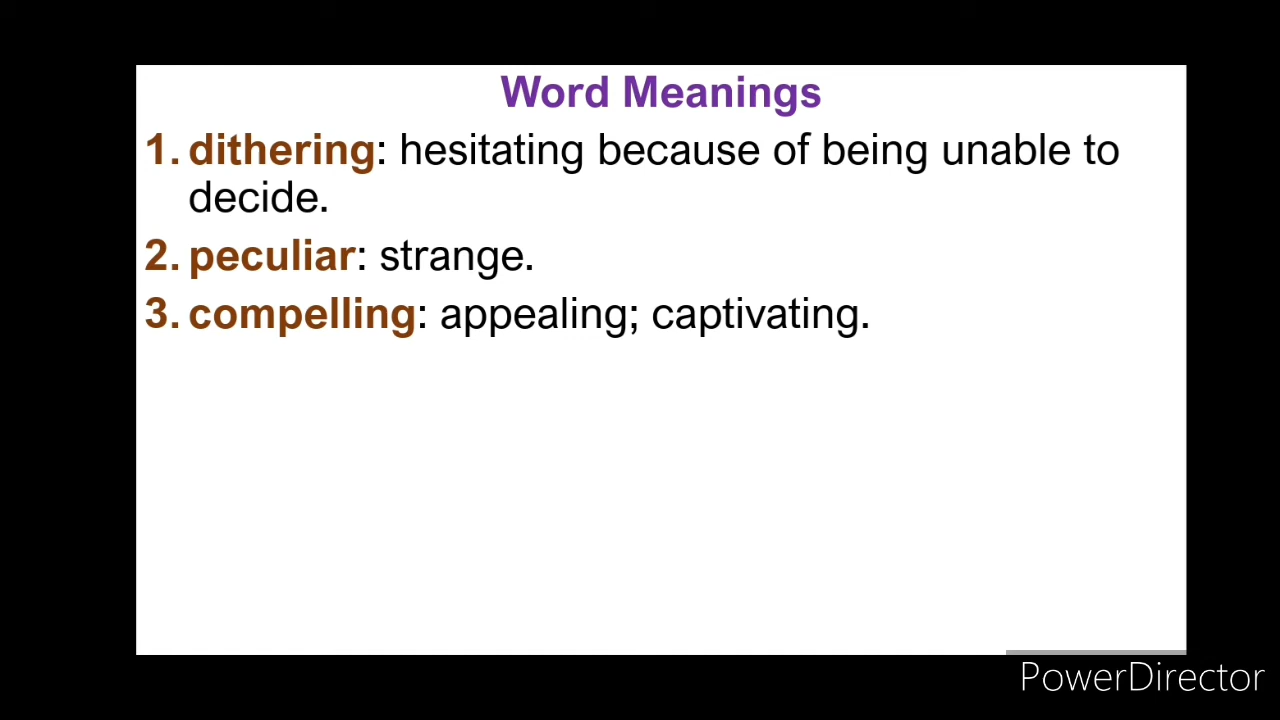 Word Meanings
1. dithering: hesitating because of being unable to
decide.
2. peculiar: strange.
3. compelling: appealing; captivating.
PowerDirector